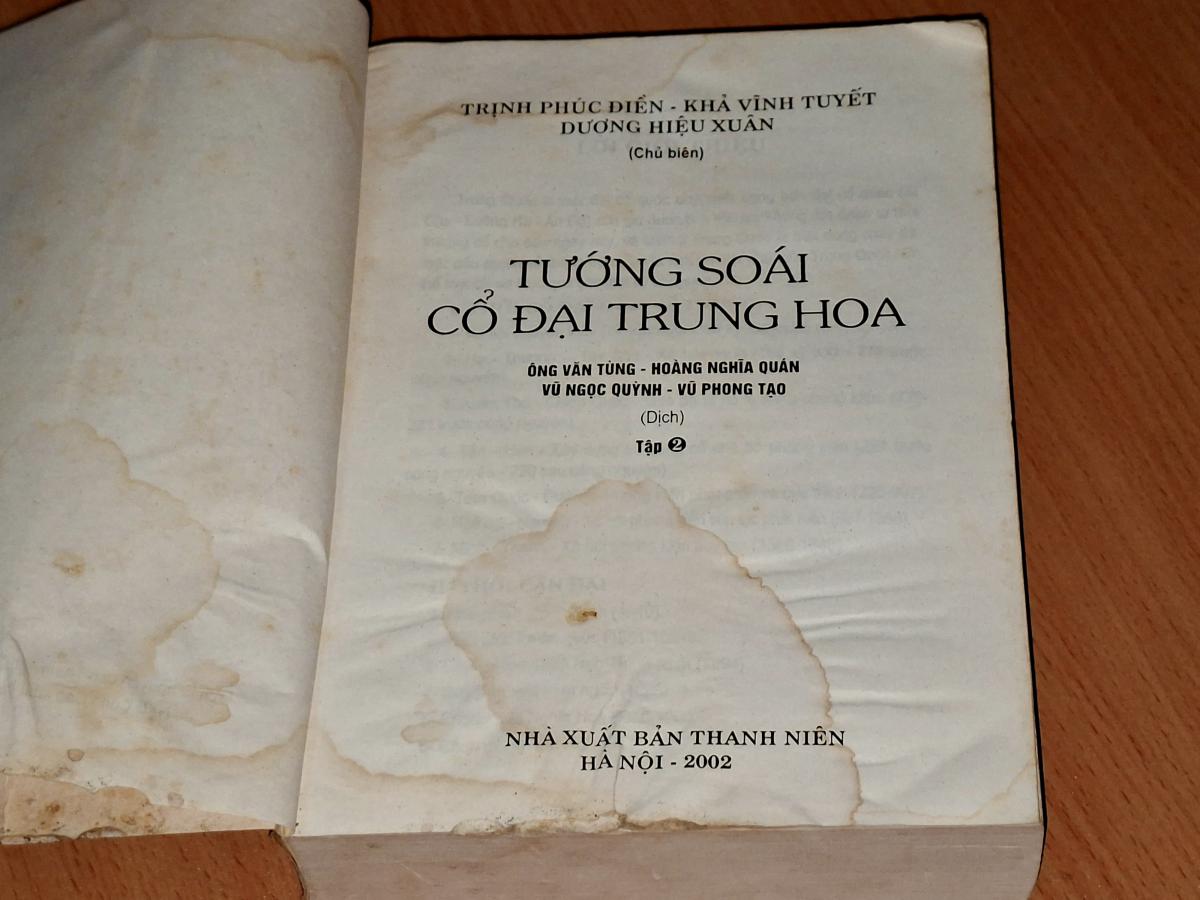 TRỊNH PHÚC ĐIỀN - KHẢ VĨNH TUYẾT
DƯƠNG HIỆU XUÂN
(Chủ biên)
TƯỚNG SOÁI
CỔ ĐẠI TRUNG HOA
ÔNG VĂN TÙNG - HOÀNG NGHĨA QUÁN
VŨ NGỌC QUỲNH - VŨ PHONG TẠO
(Dịch)
Tập 2
NHÀ XUẤT BẢN THANH NIÊN
HÀ NỘI - 2002